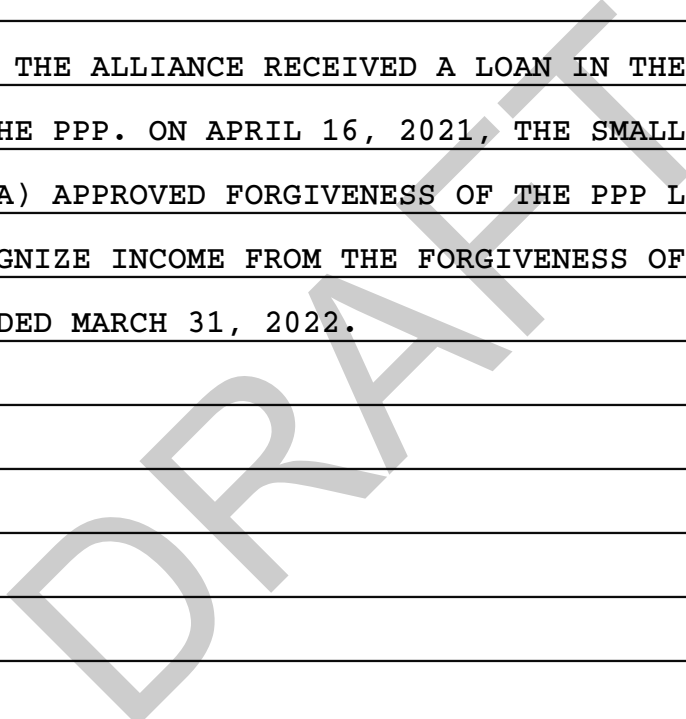 THE ALLIANCE RECEIVED A LOAN IN THE
HE PPP. ON APRIL 16, 2021, THE SMALL
A) APPROVED FORGIVENESS OF THE PPP L
GNIZE INCOME FROM THE FORGIVENESS OF
DED MARCH 31, 2022.
DRAFT